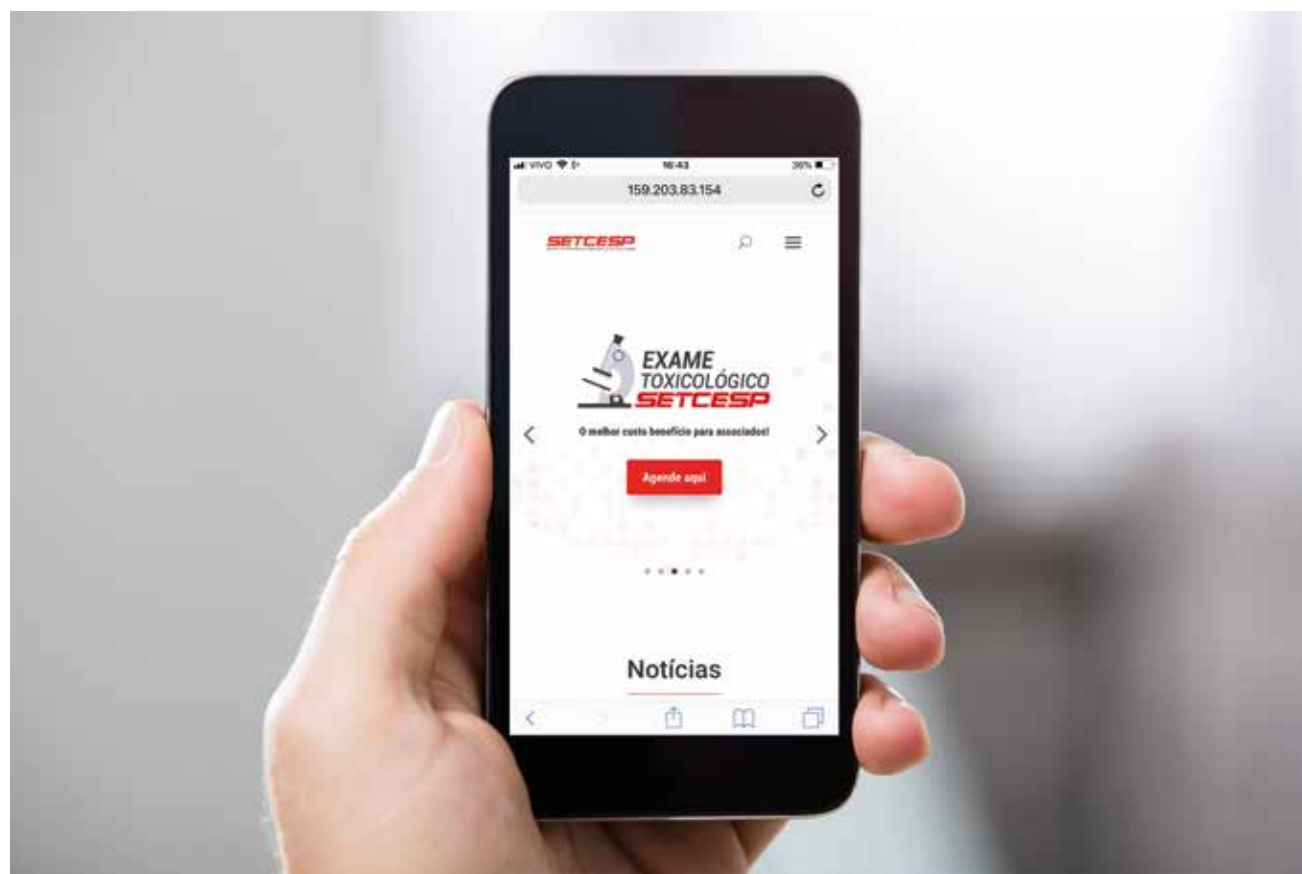 VIVO 16:43 36%
159.203.83.154
SETCESP
EXAME
TOXICOLÓGICO
SETCESP
O melhor custo benefício para associados!
Agende aqui
Notícias